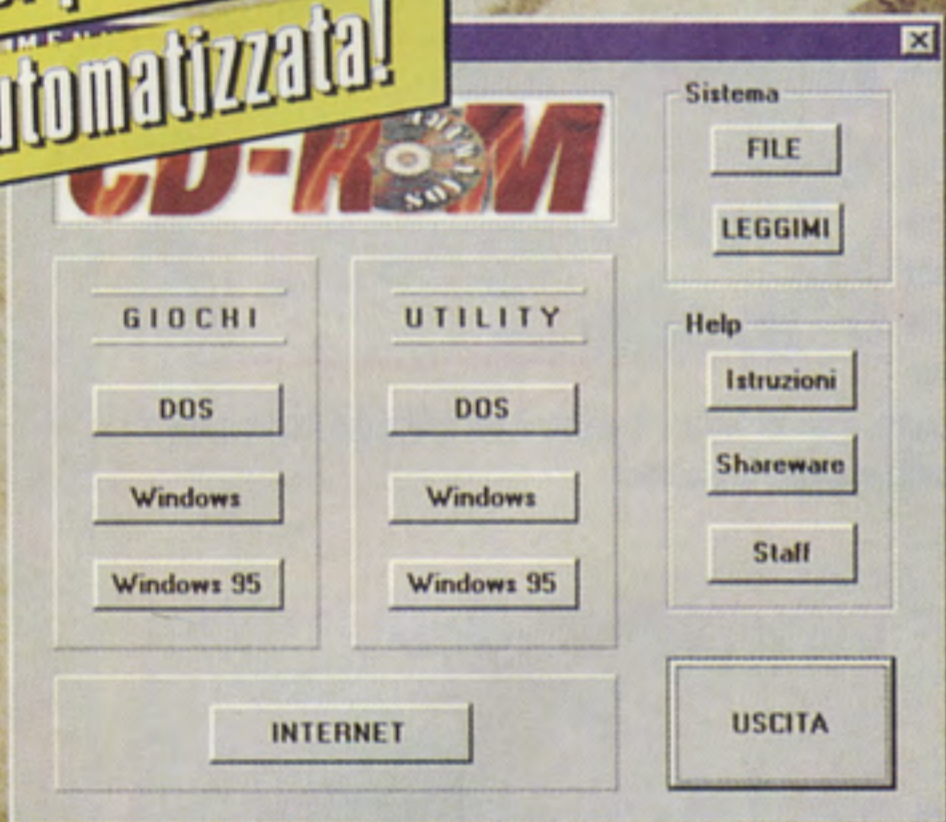 utomatizzata!
MENU
CD-ROM
GIOCHI
DOS
Windows
Windows 95
UTILITY
DOS
Windows
Windows 95
INTERNET
Sistema
FILE
LEGGIMI
Help
Istruzioni
Shareware
Staff
USCITA